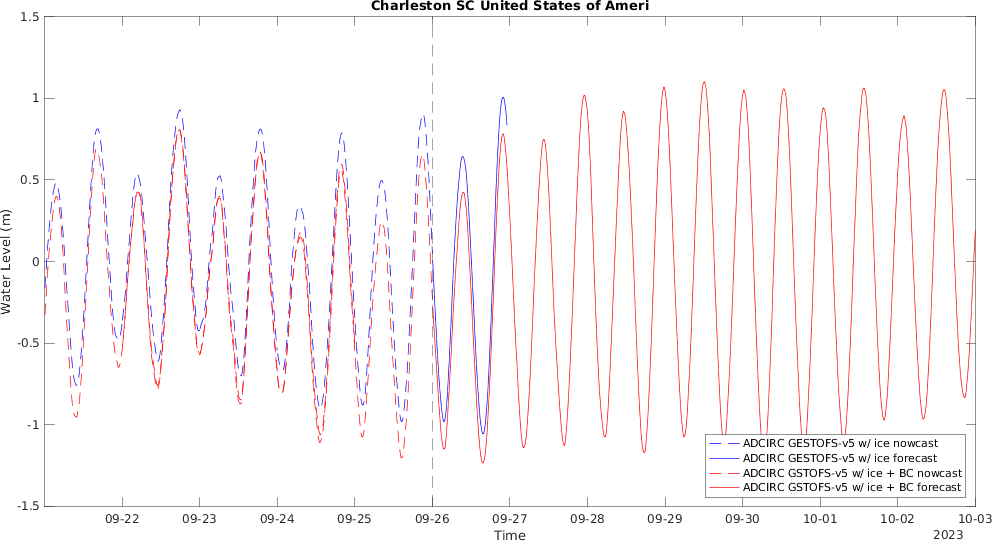 Charleston SC United States of Ameri
1.5
1
0.5
0
-0.5
-1
-1.5
Water Level (m)
ADCIRC GESTOFS-v5 w/ ice nowcast
ADCIRC GESTOFS-v5 w/ ice forecast
ADCIRC GSTOFS-v5 w/ ice + BC nowcast
ADCIRC GSTOFS-v5 w/ ice + BC forecast
09-22 09-23 09-24 09-25 09-26 09-27 09-28 09-29 09-30 10-01 10-02 10-03
Time
2023